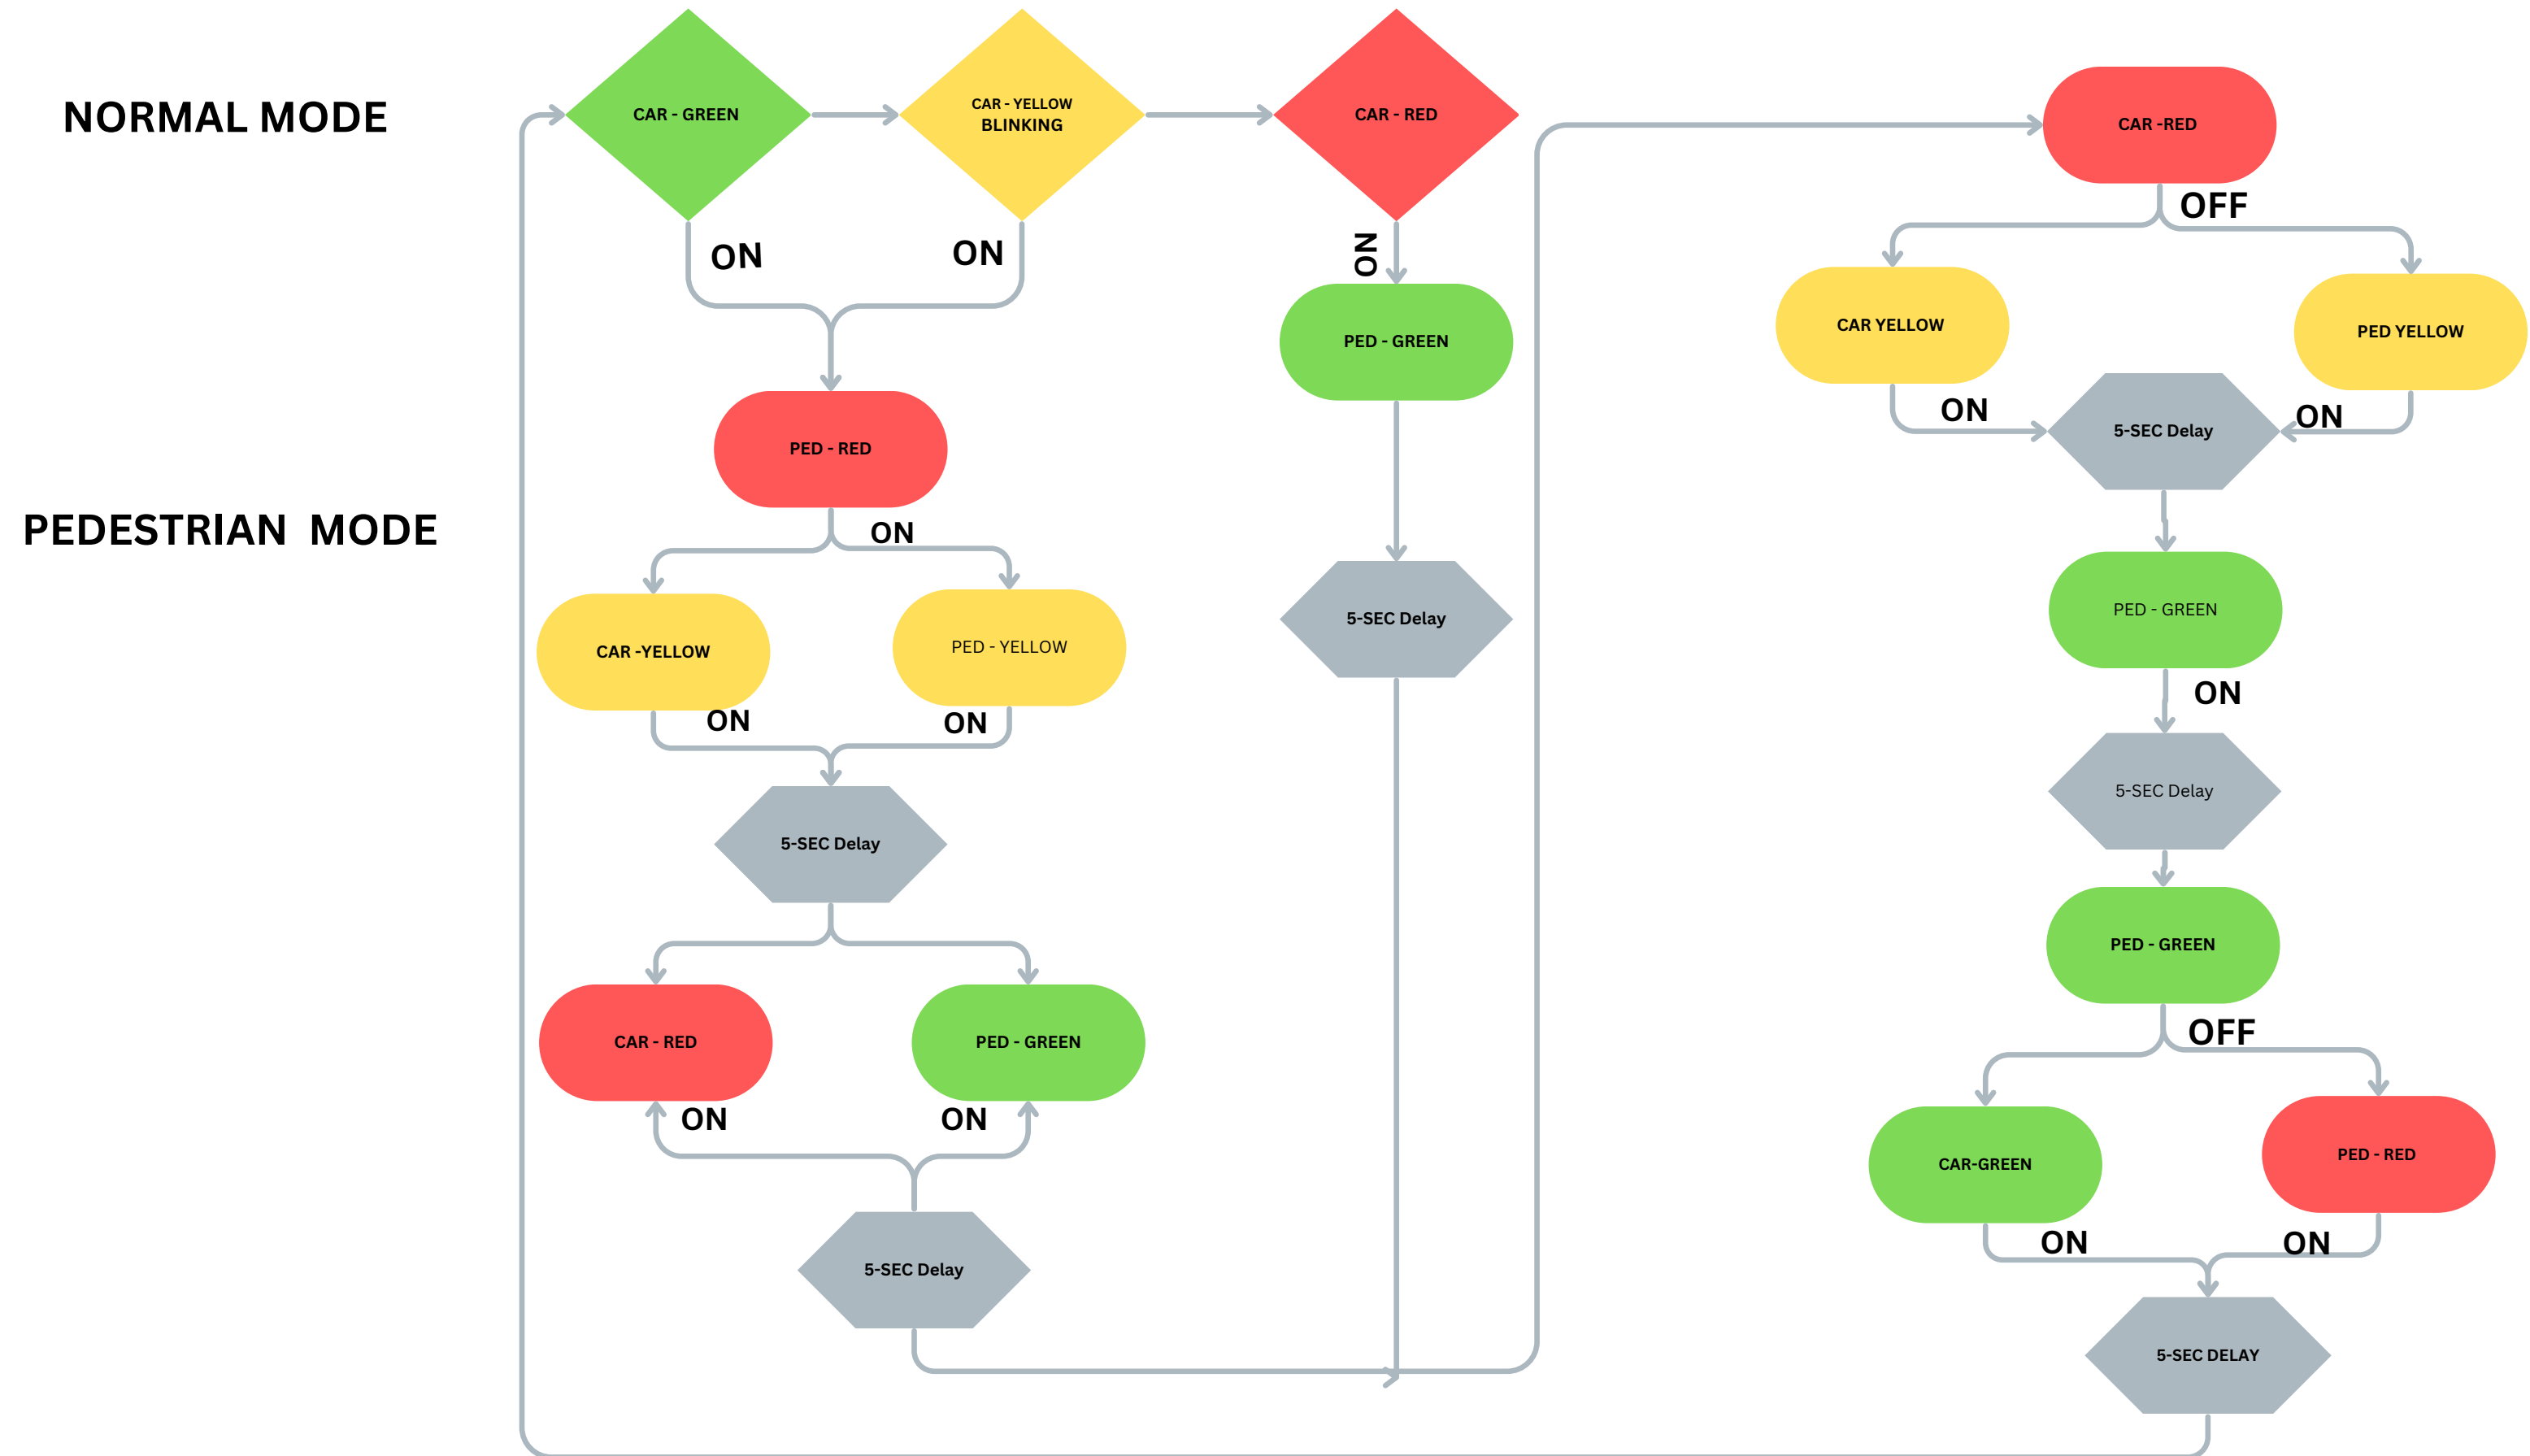 NORMAL MODE
CAR - GREEN
CAR - YELLOW
BLINKING
CAR - RED
ON
ON
ON
PED - GREEN
PED - RED
PEDESTRIAN MODE
ON
CAR -YELLOW
PED - YELLOW
ON
ON
5-SEC Delay
5-SEC Delay
CAR - RED
PED - GREEN
ON
ON
5-SEC Delay
CAR -RED
OFF
CAR YELLOW
PED YELLOW
ON
ON
5-SEC Delay
PED - GREEN
ON
5-SEC Delay
PED - GREEN
OFF
CAR-GREEN
PED - RED
ON
ON
5-SEC DELAY